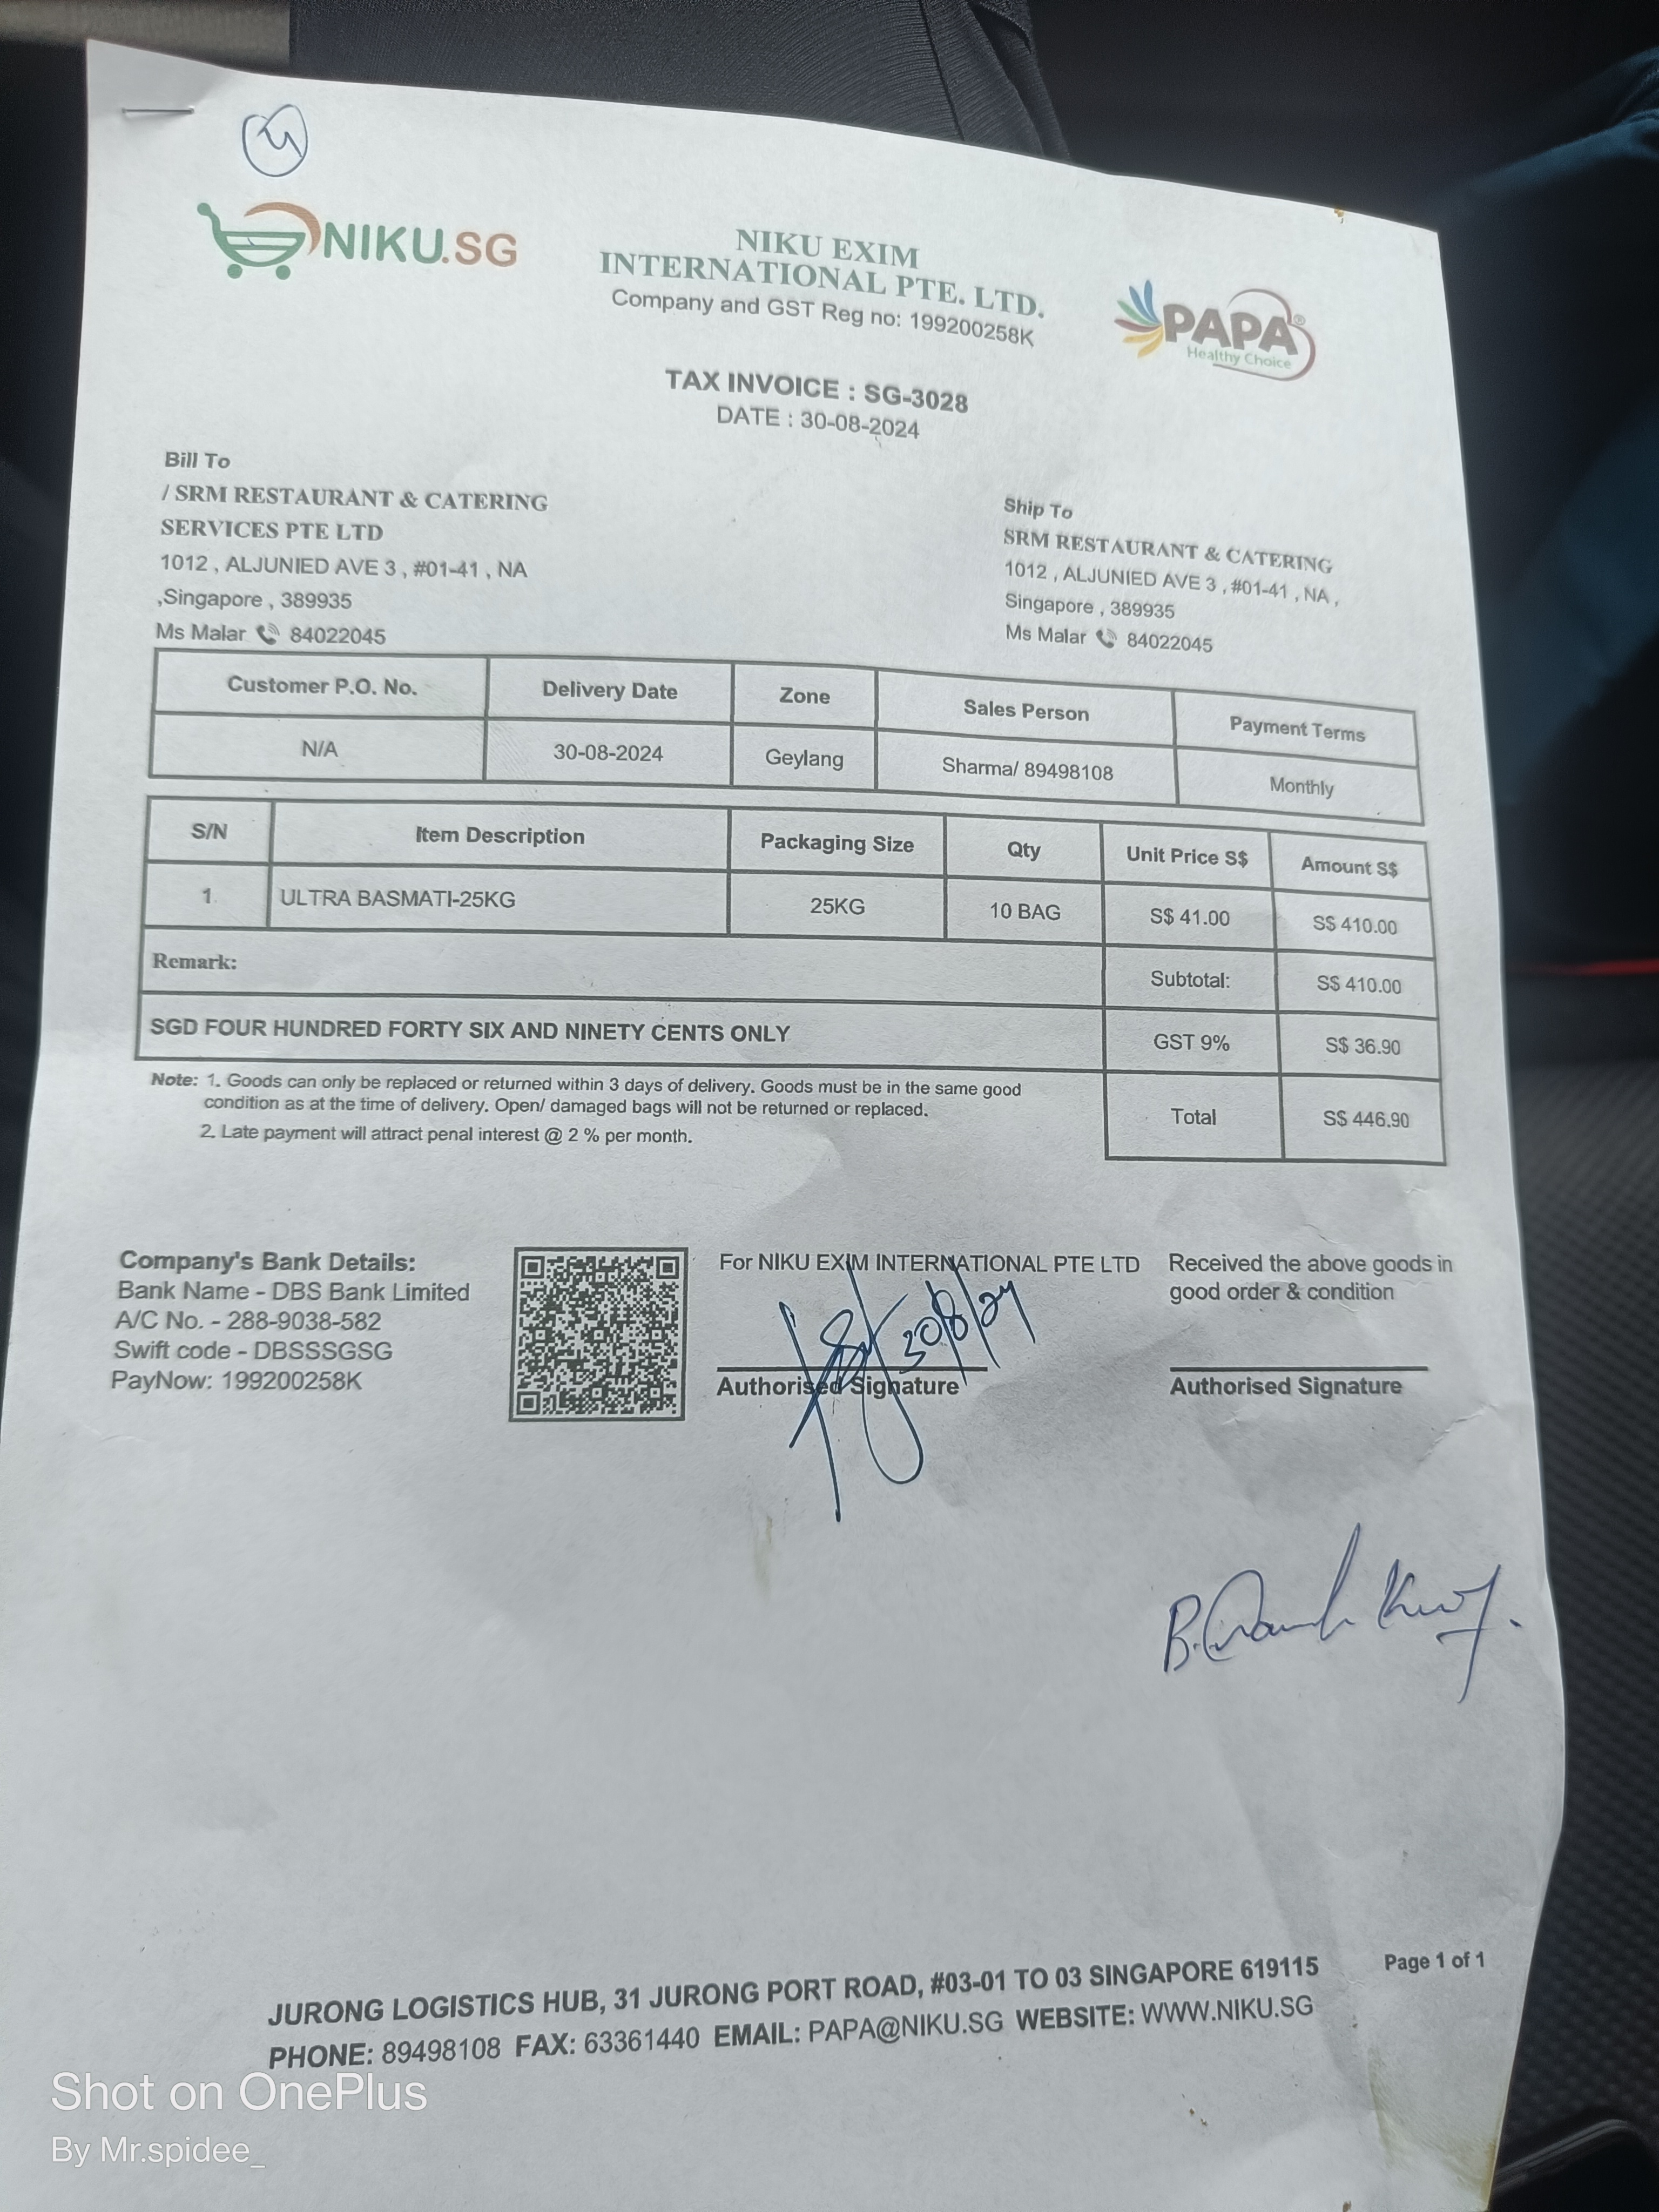 NIKU.SG
NIKU EXIM
INTERNATIONAL PTE. LTD.
Company and GST Reg no: 199200258K
PAPA®
Healthy Choice
TAX INVOICE : SG-3028
DATE : 30-08-2024
Bill To
/ SRM RESTAURANT & CATERING
SERVICES PTE LTD
1012 , ALJUNIED AVE 3 , #01-41 , NA
,Singapore , 389935
Ms Malar 84022045
Ship To
SRM RESTAURANT & CATERING
1012 , ALJUNIED AVE 3 , #01-41 , NA ,
Singapore , 389935
Ms Malar 84022045
Customer P.O. No. Delivery Date Zone Sales Person Payment Terms
N/A 30-08-2024 Geylang Sharma/ 89498108 Monthly
S/N Item Description Packaging Size Qty Unit Price S$ Amount S$
1 ULTRA BASMATI-25KG 25KG 10 BAG S$ 41.00 S$ 410.00
Remark: Subtotal: S$ 410.00
SGD FOUR HUNDRED FORTY SIX AND NINETY CENTS ONLY GST 9% S$ 36.90
Total S$ 446.90
Note: 1. Goods can only be replaced or returned within 3 days of delivery. Goods must be in the same good
condition as at the time of delivery. Open/ damaged bags will not be returned or replaced.
2. Late payment will attract penal interest @ 2 % per month.
Company's Bank Details:
Bank Name - DBS Bank Limited
A/C No. - 288-9038-582
Swift code - DBSSSGSG
PayNow: 199200258K
For NIKU EXIM INTERNATIONAL PTE LTD
30/8/24
Authorised Signature
Received the above goods in
good order & condition
Authorised Signature
Page 1 of 1
JURONG LOGISTICS HUB, 31 JURONG PORT ROAD, #03-01 TO 03 SINGAPORE 619115
PHONE: 89498108 FAX: 63361440 EMAIL: PAPA@NIKU.SG WEBSITE: WWW.NIKU.SG
Shot on OnePlus
By Mr.spidee_